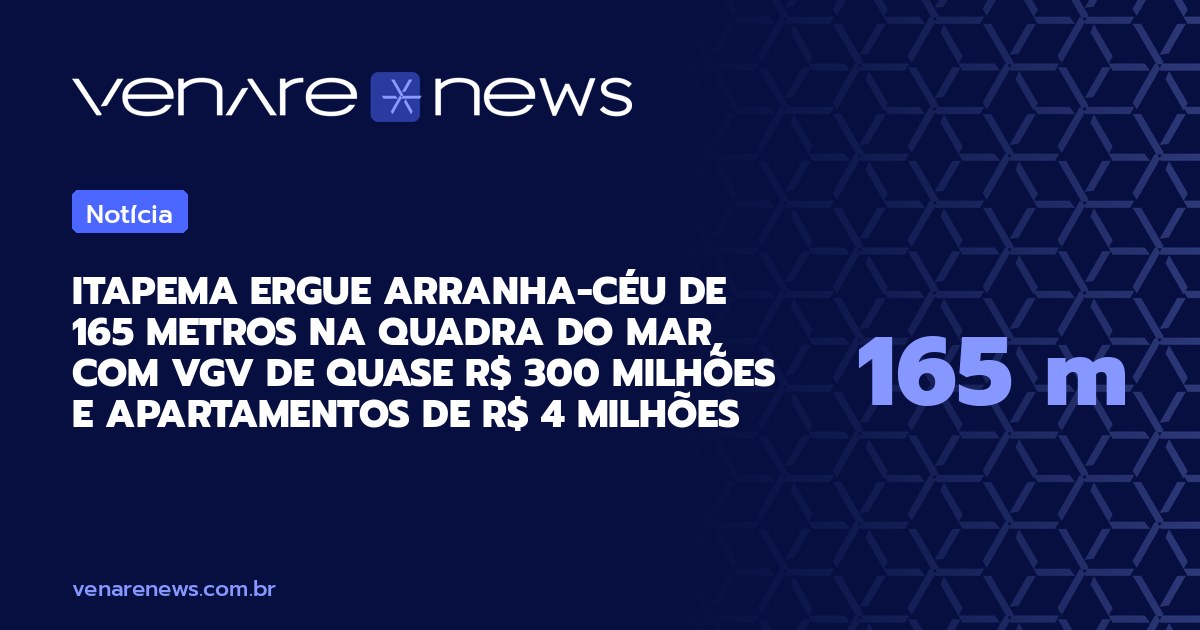 venare news
Notícia
ITAPEMA ERGUE ARRANHA-CÉU DE
165 METROS NA QUADRA DO MAR,
COM VGV DE QUASE R$ 300 MILHÕES
E APARTAMENTOS DE R$ 4 MILHÕES
165 m
venarenews.com.br